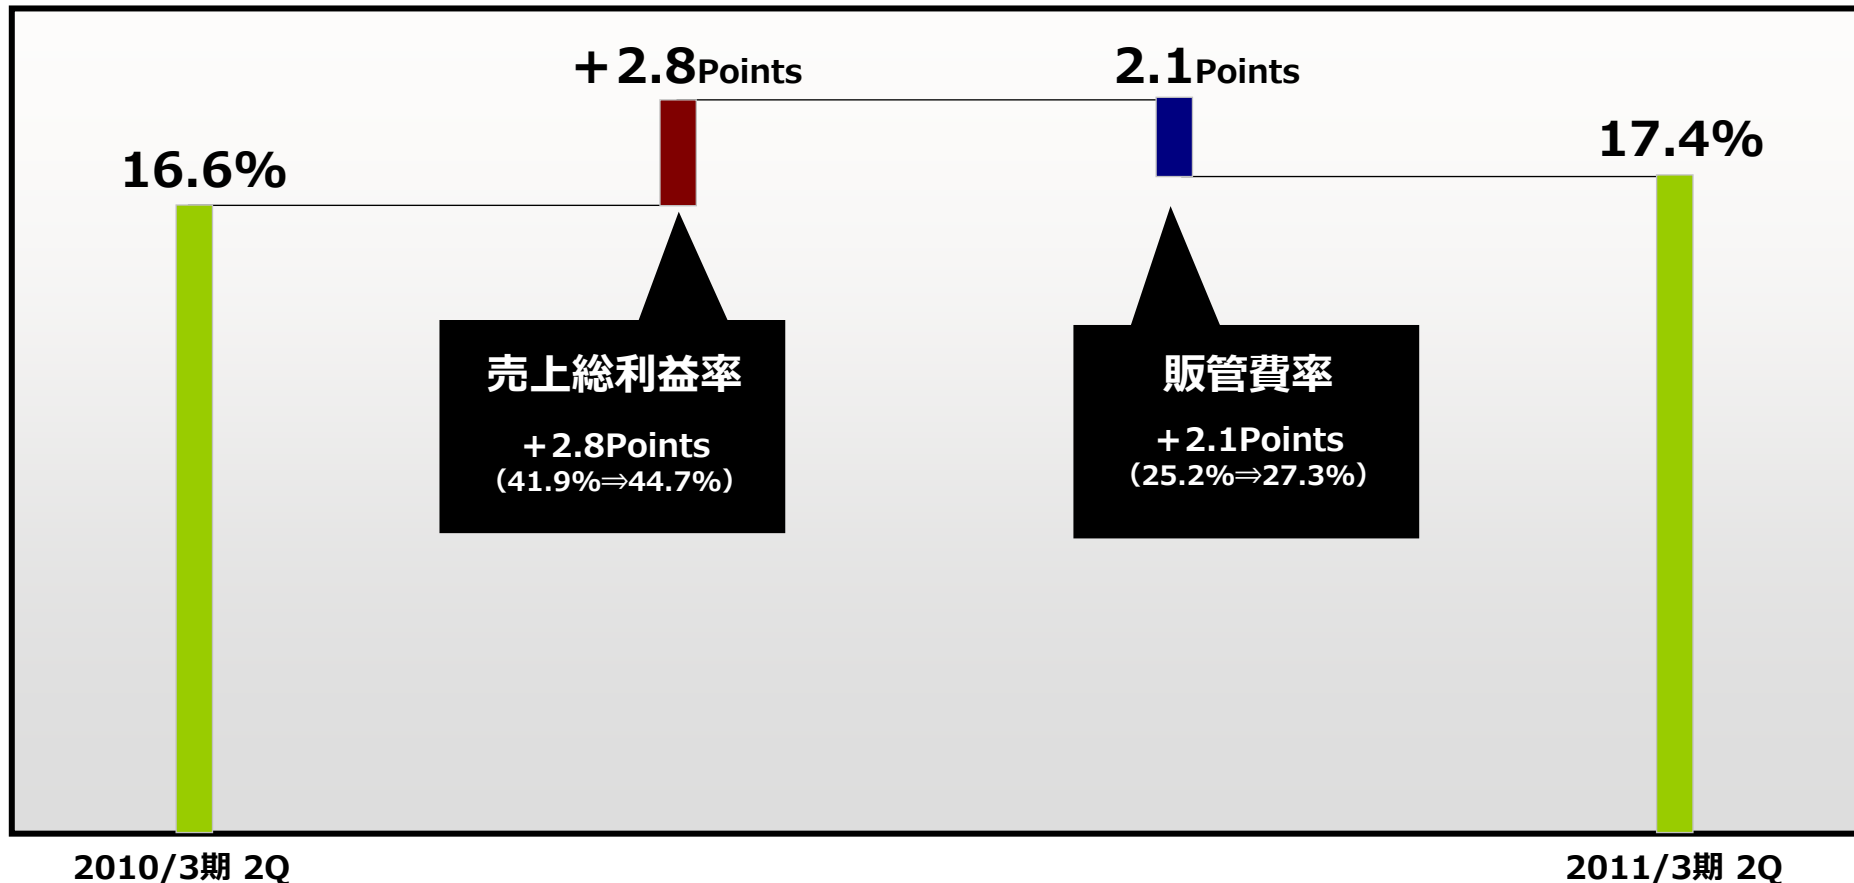 +2.8Points
2.1Points
16.6%
17.4%
売上総利益率
+2.8Points
(41.9%⇒44.7%)
販管費率
+2.1Points
(25.2%⇒27.3%)
2010/3期 2Q
2011/3期 2Q